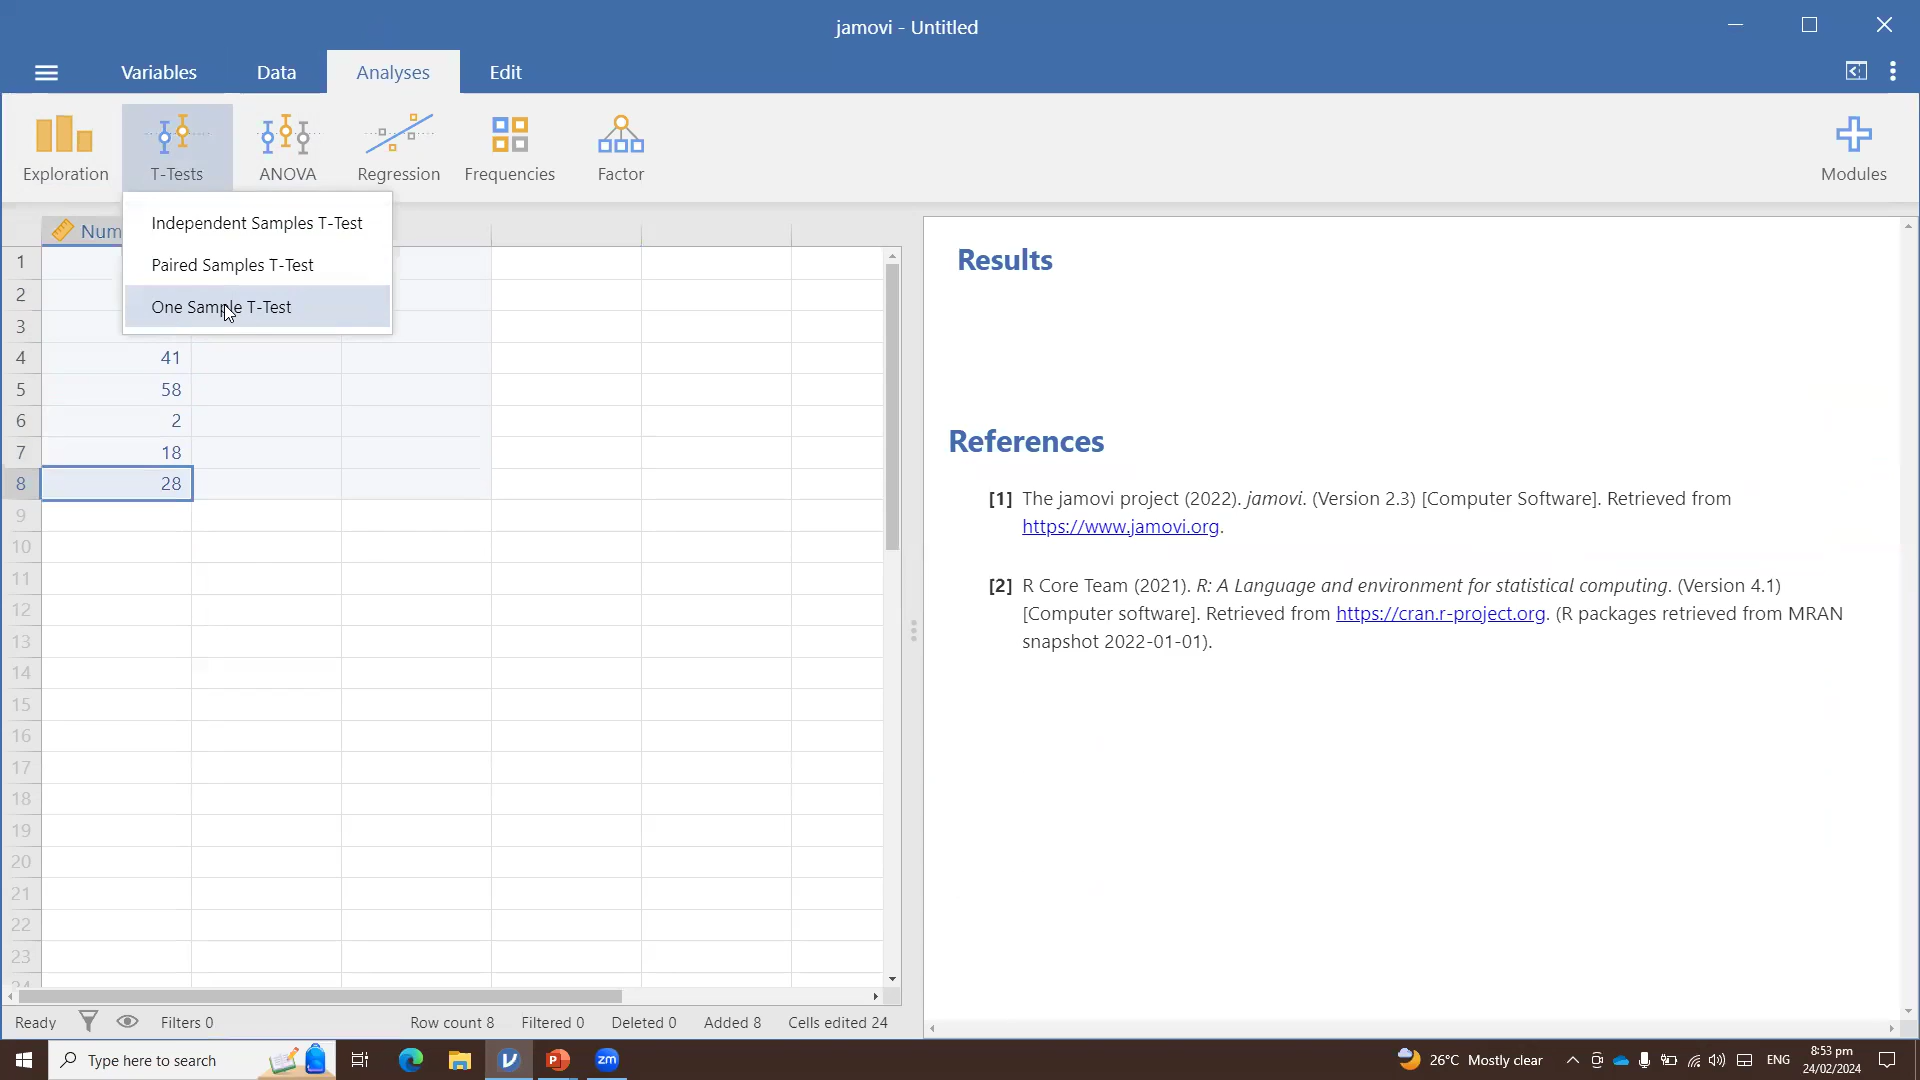 jamovi - Untitled
Variables
Data
Analyses
Edit
Exploration
T-Tests
ANOVA
Regression
Frequencies
Factor
Modules
Independent Samples T-Test
Paired Samples T-Test
One Sample T-Test
Num
1
2
3
4 41
5 58
6 2
7 18
8 28
9
10
11
12
13
14
15
16
17
18
19
20
21
22
23
24
Results
References
[1] The jamovi project (2022). jamovi. (Version 2.3) [Computer Software]. Retrieved from
https://www.jamovi.org.
[2] R Core Team (2021). R: A Language and environment for statistical computing. (Version 4.1)
[Computer software]. Retrieved from https://cran.r-project.org. (R packages retrieved from MRAN
snapshot 2022-01-01).
Ready
Filters 0
Row count 8
Filtered 0
Deleted 0
Added 8
Cells edited 24
Type here to search
zm
26°C Mostly clear
ENG
8:53 pm
24/02/2024